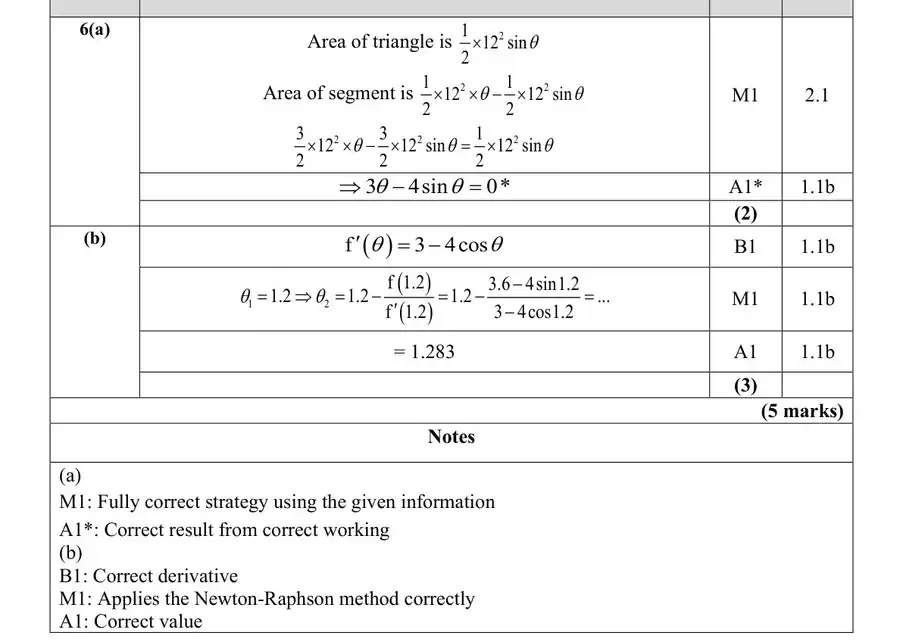 6(a)
Area of triangle is 1/2 ×12² sin θ
Area of segment is 1/2 ×12² × θ − 1/2 ×12² sin θ
3/2 ×12² × θ − 3/2 ×12² sin θ = 1/2 ×12² sin θ
M1 2.1
⇒ 3θ − 4 sin θ = 0 * A1* 1.1b
(2)
(b) f′(θ) = 3 − 4 cos θ B1 1.1b
θ₁ = 1.2 ⇒ θ₂ = 1.2 − f(1.2)/f′(1.2) = 1.2 − (3.6 − 4 sin 1.2)/(3 − 4 cos 1.2) = ... M1 1.1b
= 1.283 A1 1.1b
(3)
(5 marks)
Notes
(a)
M1: Fully correct strategy using the given information
A1*: Correct result from correct working
(b)
B1: Correct derivative
M1: Applies the Newton-Raphson method correctly
A1: Correct value